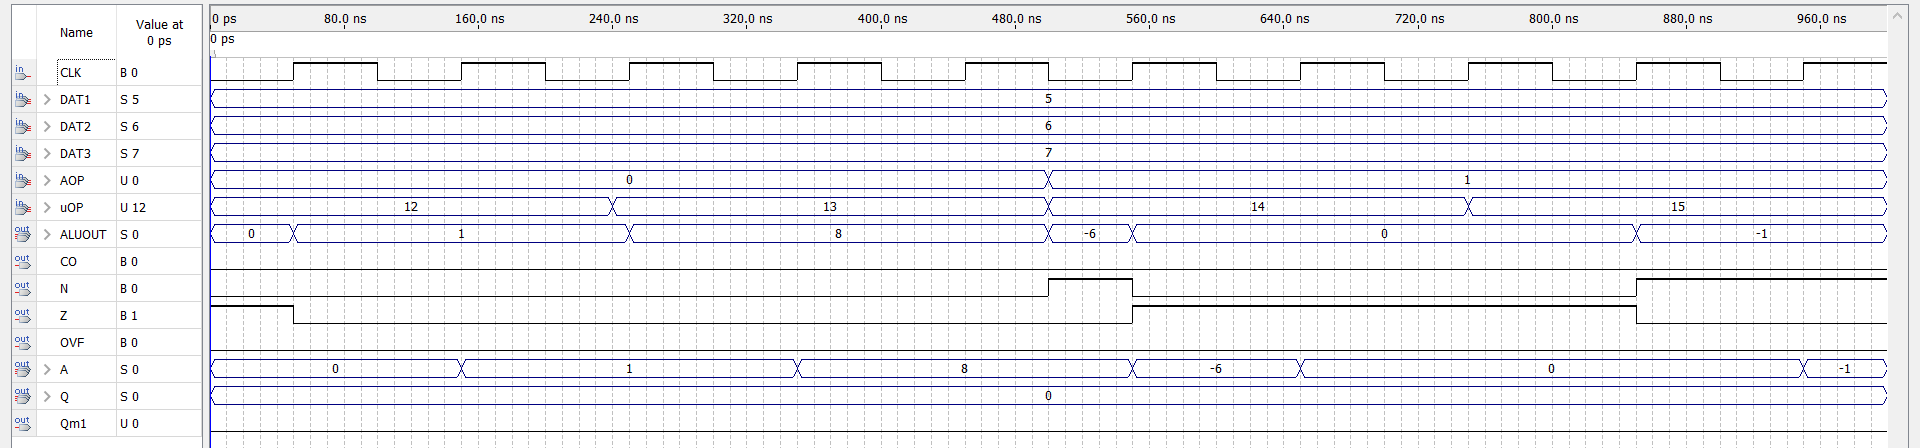 Name Value at 0 ps 0 ps 80.0 ns 160.0 ns 240.0 ns 320.0 ns 400.0 ns 480.0 ns 560.0 ns 640.0 ns 720.0 ns 800.0 ns 880.0 ns 960.0 ns
0 ps
in CLK B 0
in DAT1 S 5 5
in DAT2 S 6 6
in DAT3 S 7 7
in AOP U 0 0 1
in uOP U 12 12 13 14 15
out ALUOUT S 0 0 1 8 -6 0 -1
out CO B 0
out N B 0
out Z B 1
out OVF B 0
out A S 0 0 1 8 -6 0 -1
out Q S 0 0
out Qm1 U 0